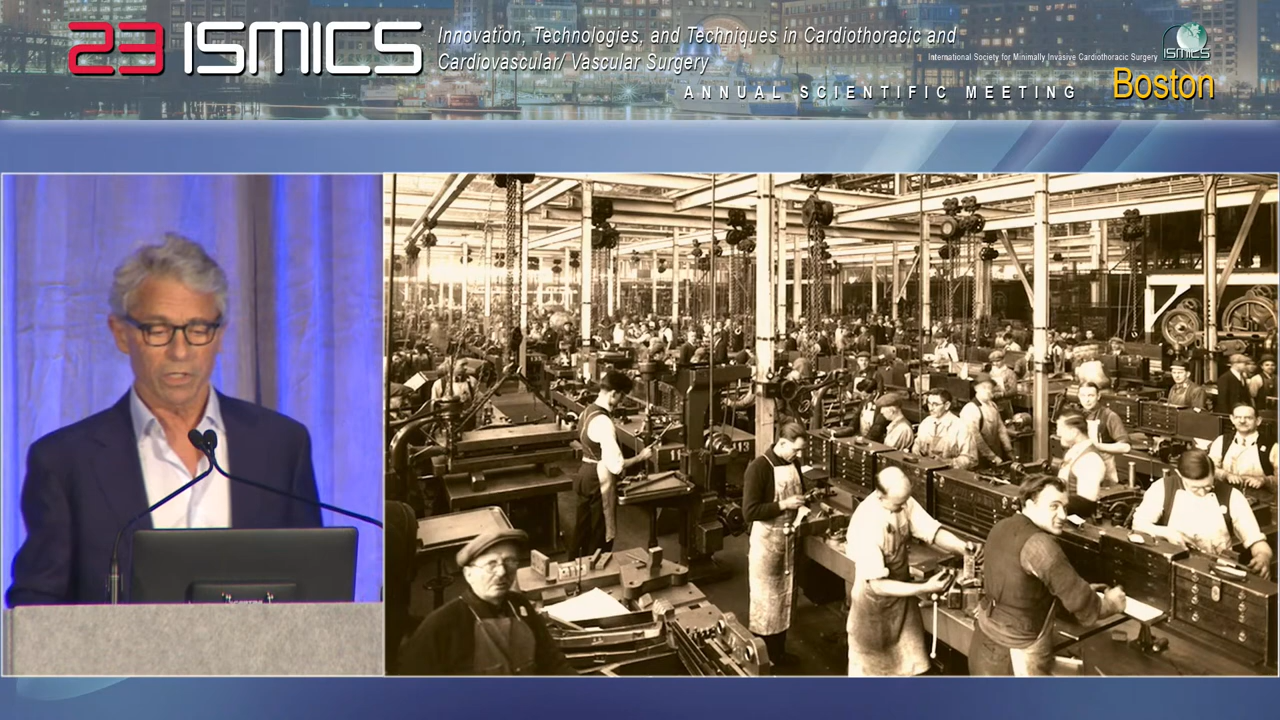 23 ISMICS
Innovation, Technologies, and Techniques in Cardiothoracic and
Cardiovascular/ Vascular Surgery
International Society for Minimally Invasive Cardiothoracic Surgery
ISMICS
Boston
ANNUAL SCIENTIFIC MEETING
13